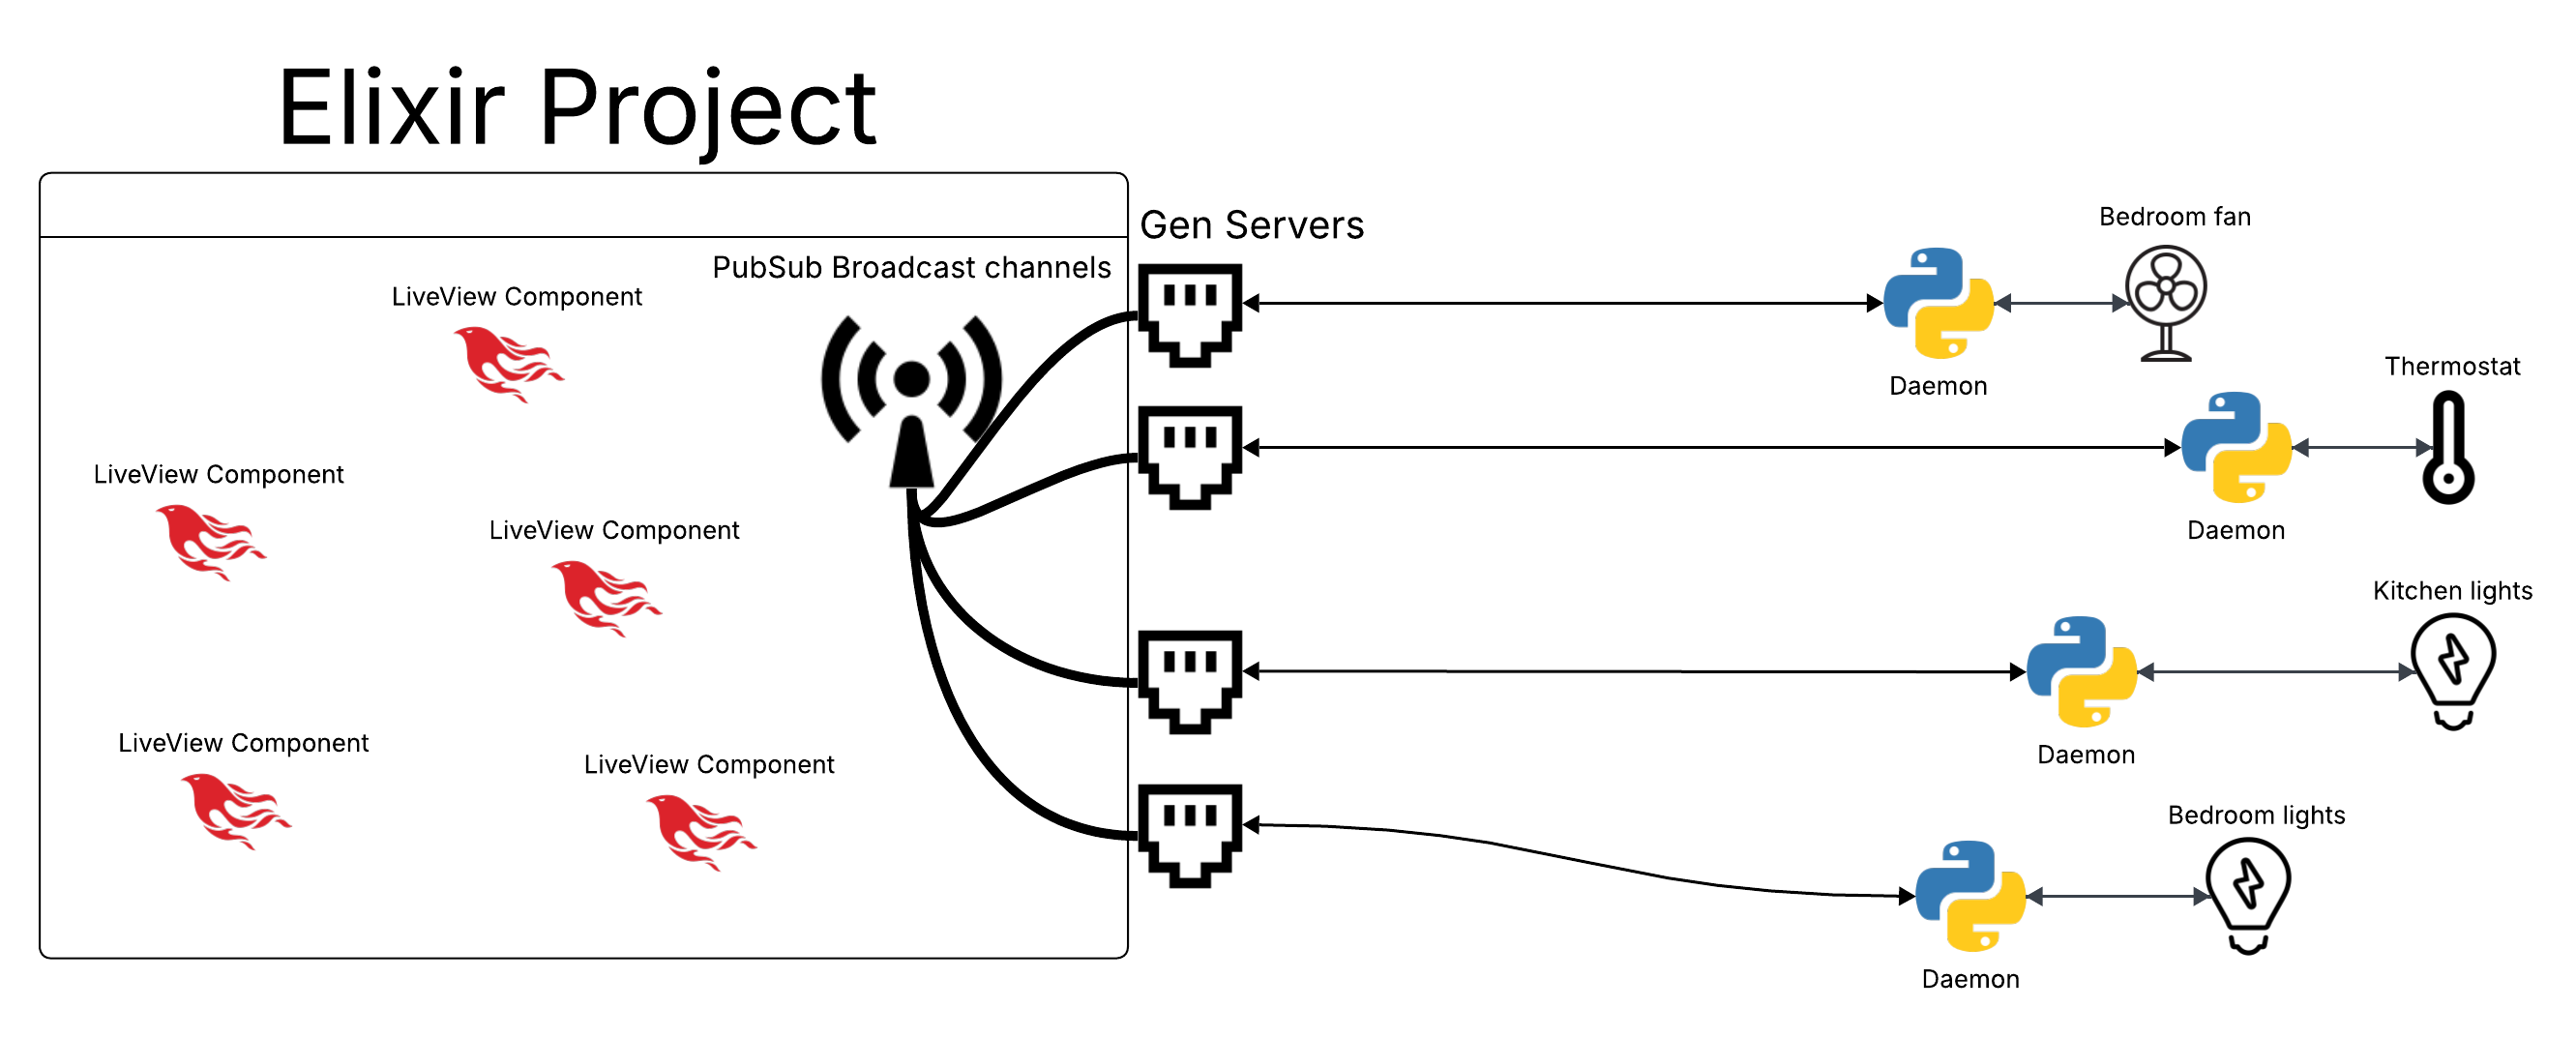 Elixir Project
Gen Servers
PubSub Broadcast channels
LiveView Component
LiveView Component
LiveView Component
LiveView Component
LiveView Component
Bedroom fan
Daemon
Thermostat
Daemon
Kitchen lights
Daemon
Bedroom lights
Daemon